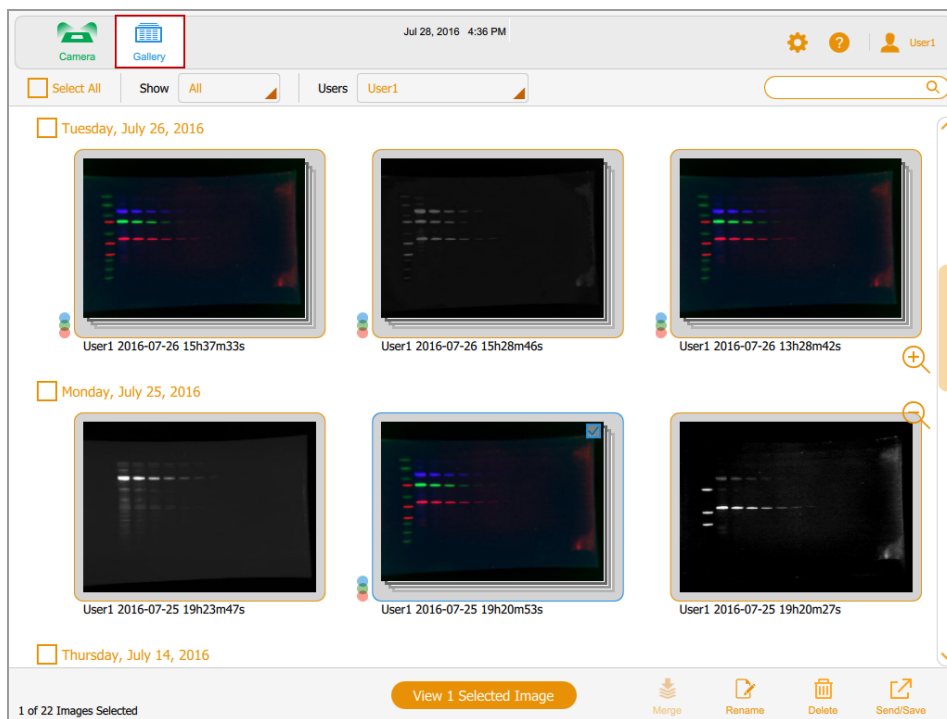 Jul 28, 2016 4:36 PM
Camera
Gallery
?
User1
Select All
Show
All
Users
User1
Tuesday, July 26, 2016
User1 2016-07-26 15h37m33s
User1 2016-07-26 15h28m46s
User1 2016-07-26 13h28m42s
Monday, July 25, 2016
User1 2016-07-25 19h23m47s
User1 2016-07-25 19h20m53s
User1 2016-07-25 19h20m27s
Thursday, July 14, 2016
1 of 22 Images Selected
View 1 Selected Image
Merge
Rename
Delete
Send/Save